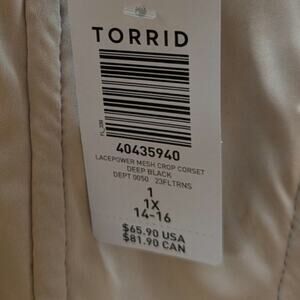 TORRID
40435940
LACEPOWER MESH CROP CORSET
DEEP BLACK
DEPT 0050 23FLTRNS
1
1X
14-16
$65.90 USA
$81.90 CAN